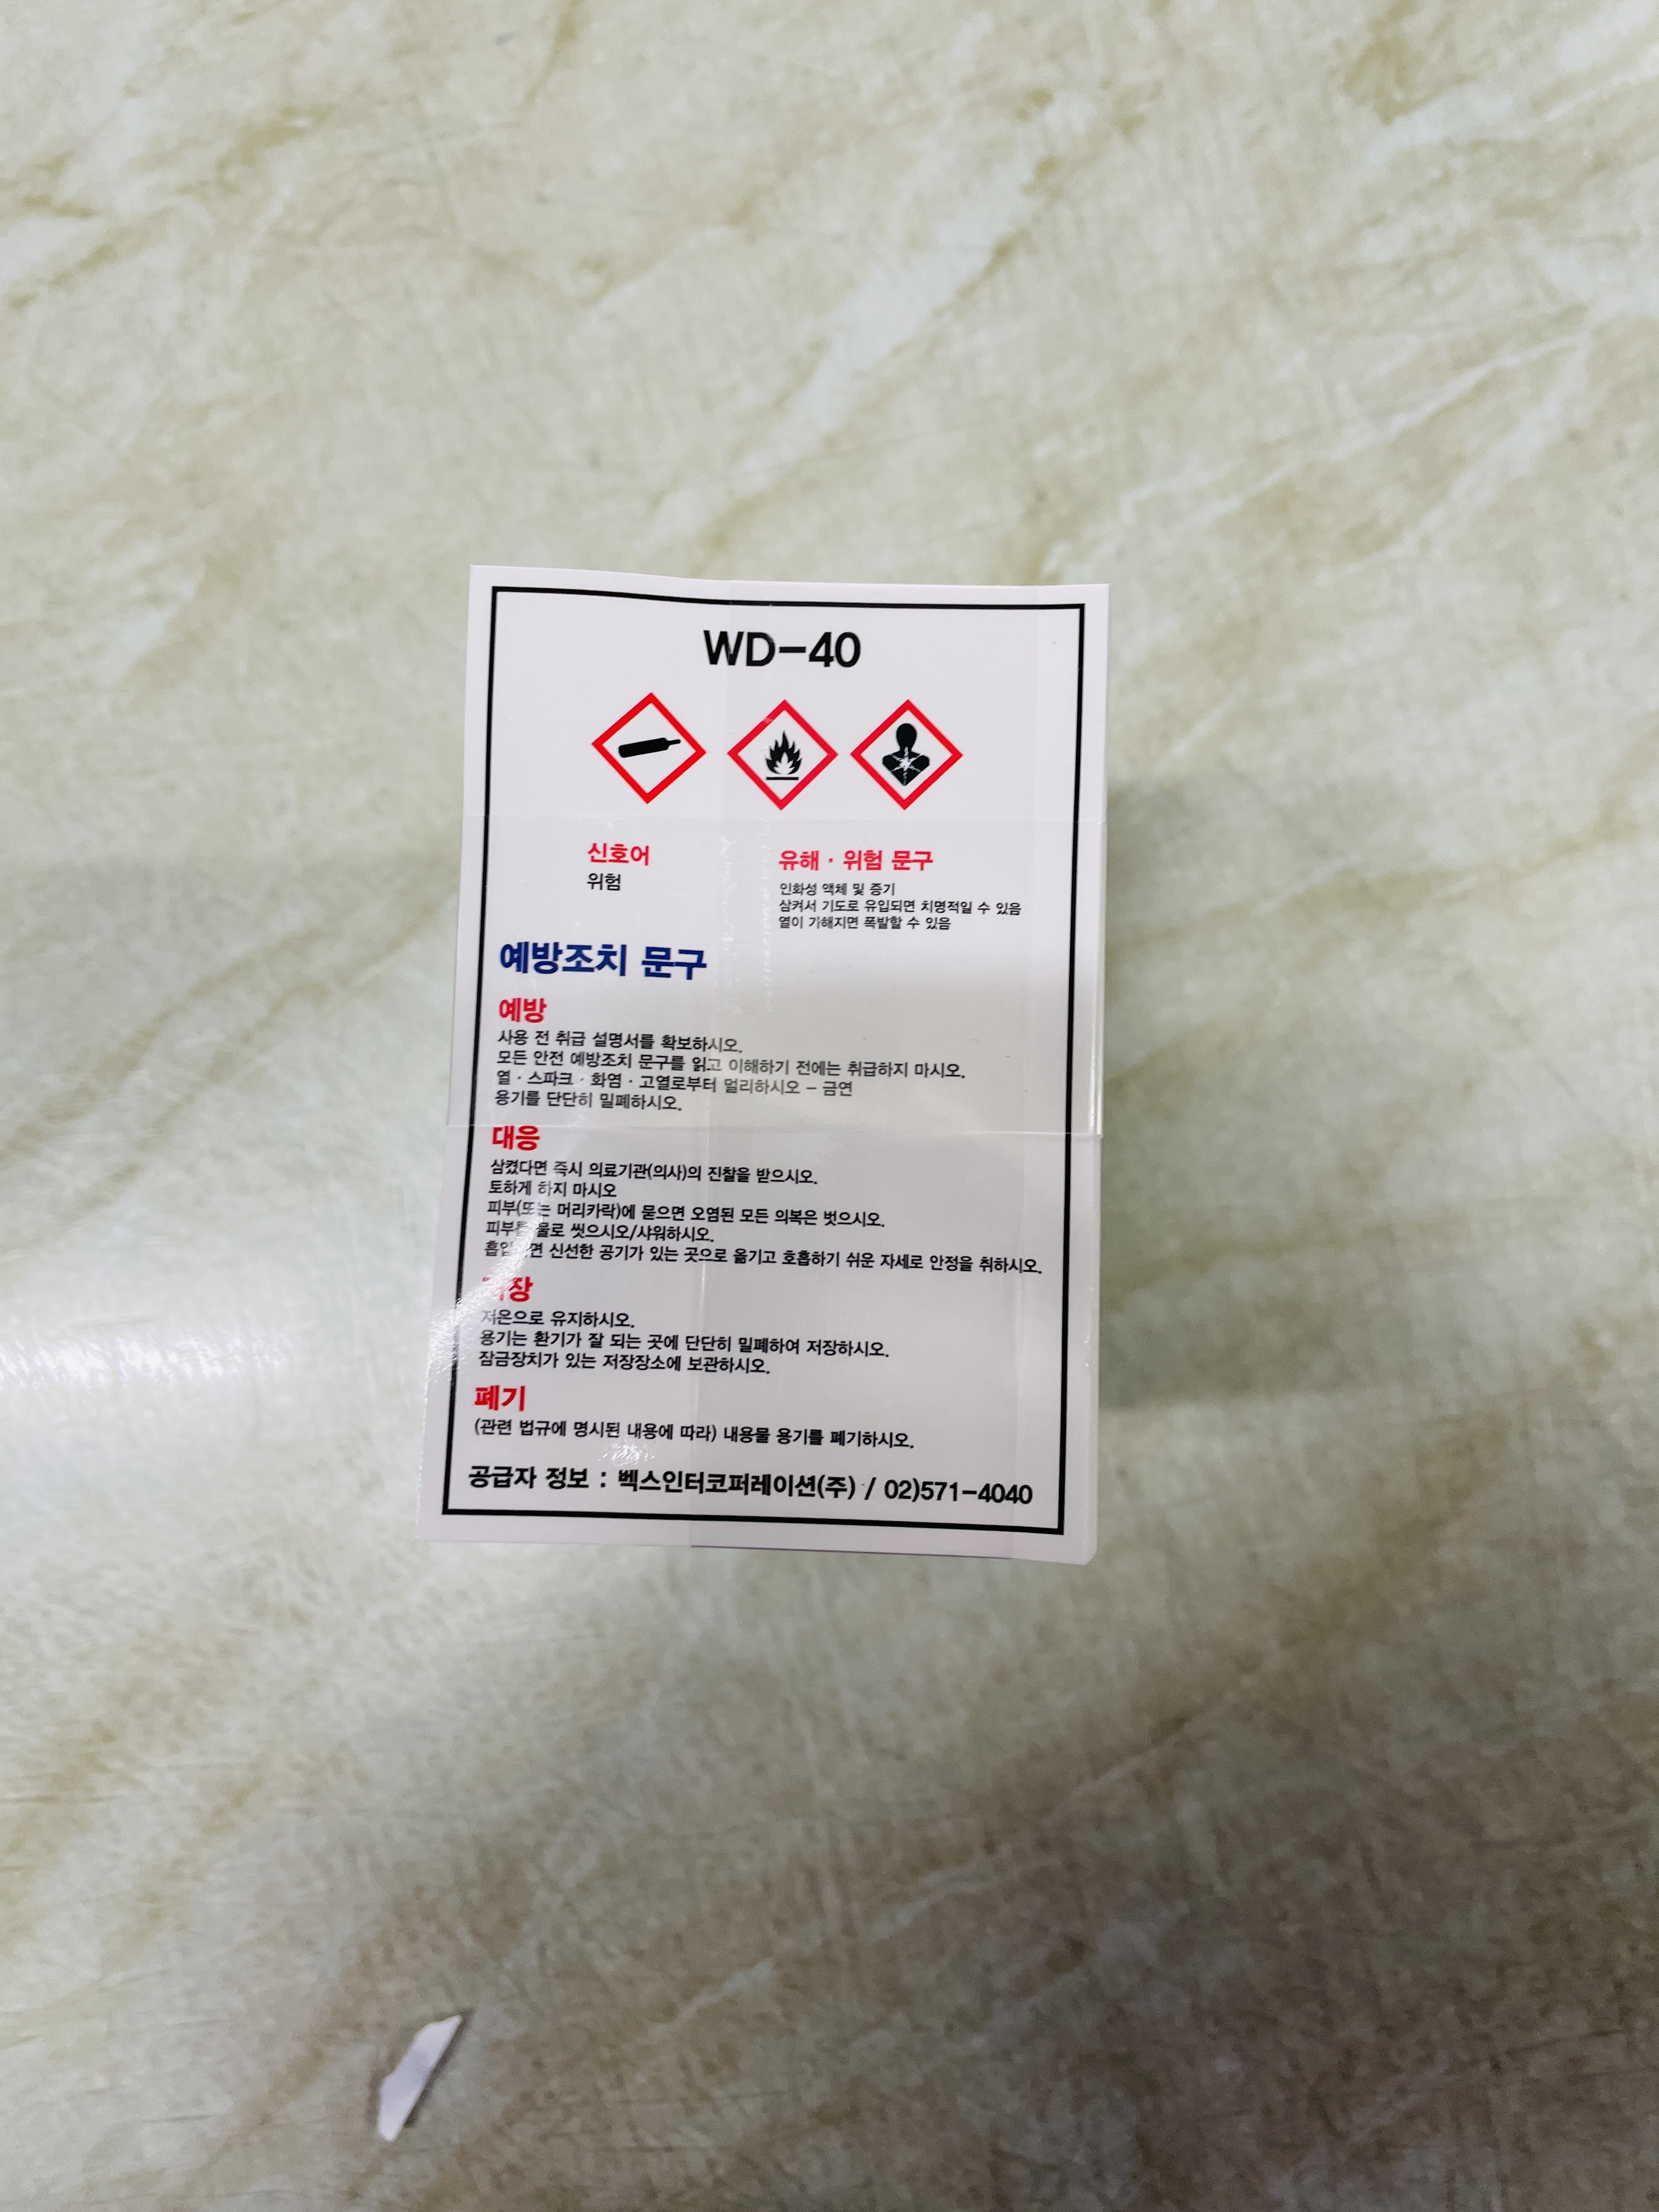 WD-40
신호어
위험
유해·위험 문구
인화성 액체 및 증기
삼켜서 기도로 유입되면 치명적일 수 있음
열이 가해지면 폭발할 수 있음
예방조치 문구
예방
사용 전 취급 설명서를 확보하시오.
모든 안전 예방조치 문구를 읽고 이해하기 전에는 취급하지 마시오.
열·스파크·화염·고열로부터 멀리하시오 - 금연
용기를 단단히 밀폐하시오.
대응
삼켰다면 즉시 의료기관(의사)의 진찰을 받으시오.
토하게 하지 마시오
피부(또는 머리카락)에 묻으면 오염된 모든 의복은 벗으시오.
피부를 물로 씻으시오/샤워하시오.
신선한 공기가 있는 곳으로 옮기고 호흡하기 쉬운 자세로 안정을 취하시오.
저온으로 유지하시오.
용기는 환기가 잘 되는 곳에 단단히 밀폐하여 저장하시오.
잠금장치가 있는 저장장소에 보관하시오.
폐기
(관련 법규에 명시된 내용에 따라) 내용물 용기를 폐기하시오.
공급자 정보 : 벡스인터코퍼레이션(주) / 02)571-4040